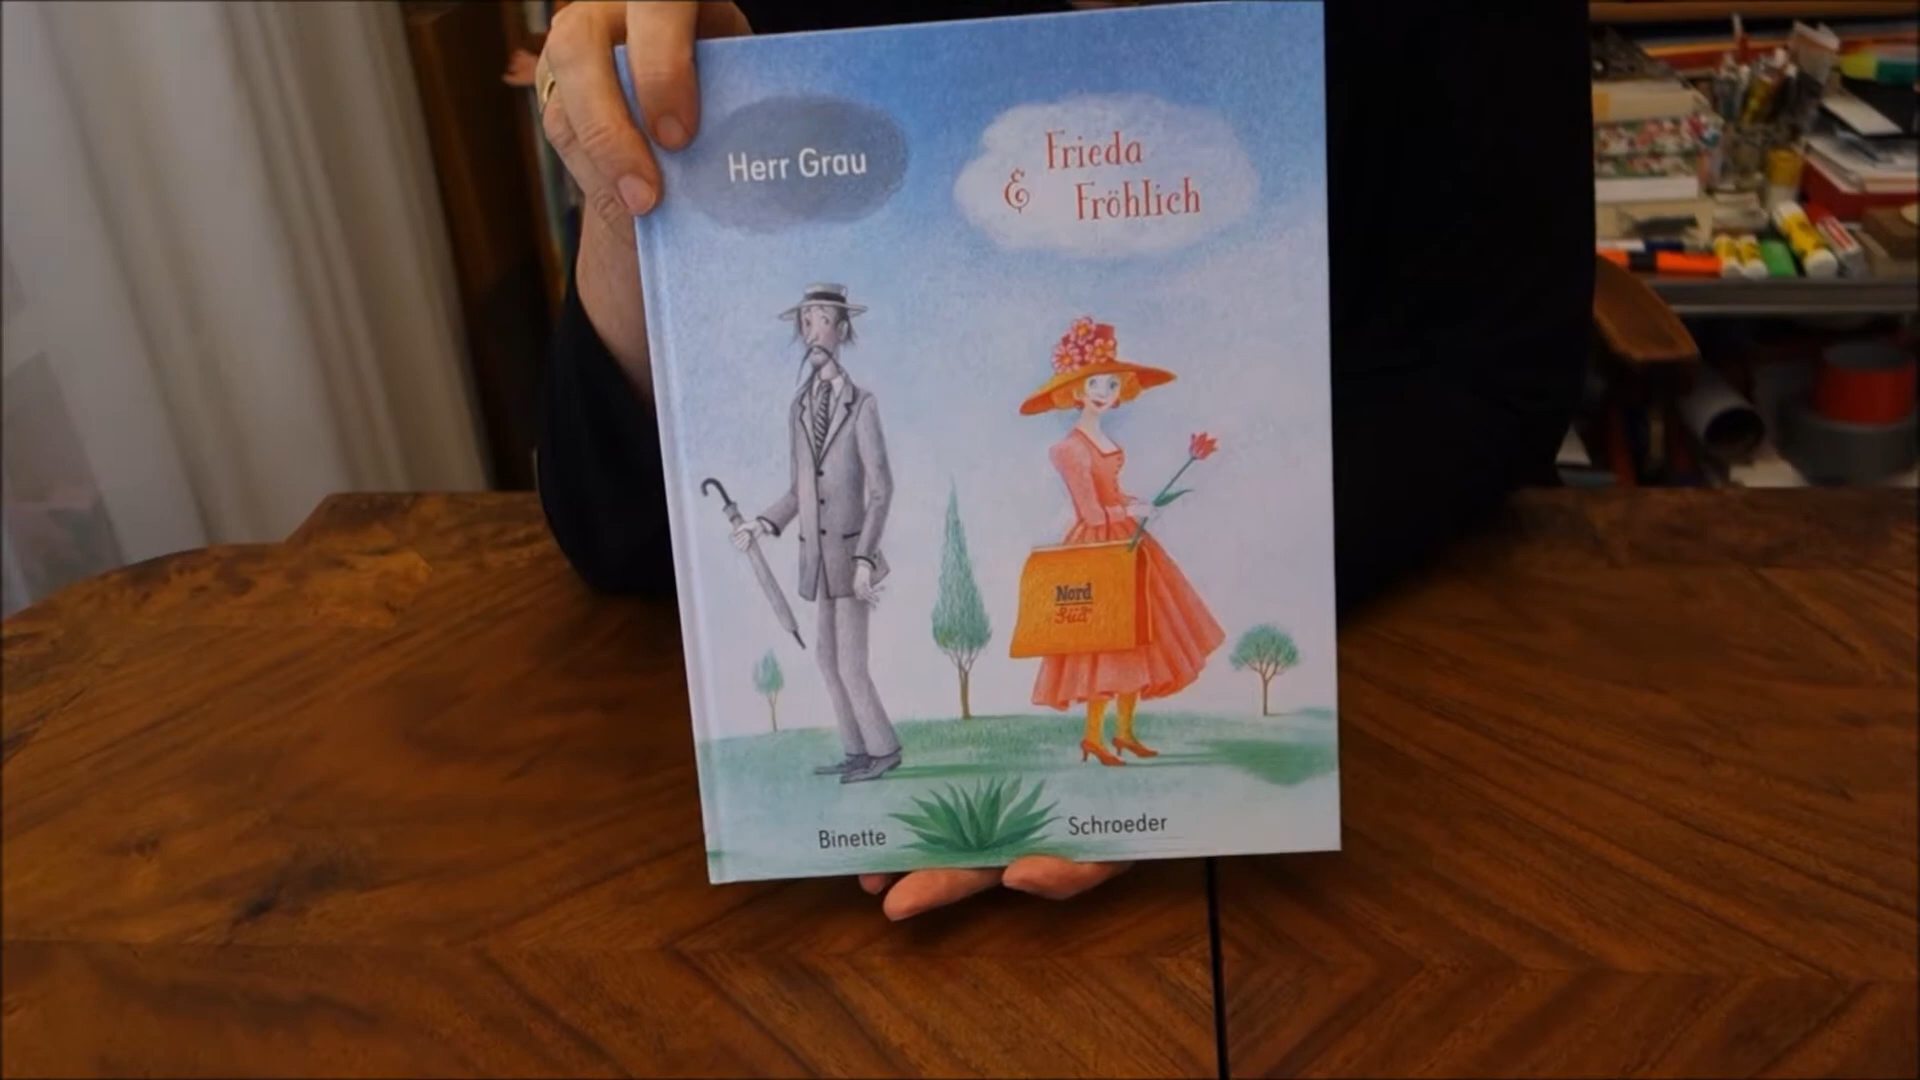 Herr Grau
Frieda
& Fröhlich
Nord
Süd
Binette Schroeder